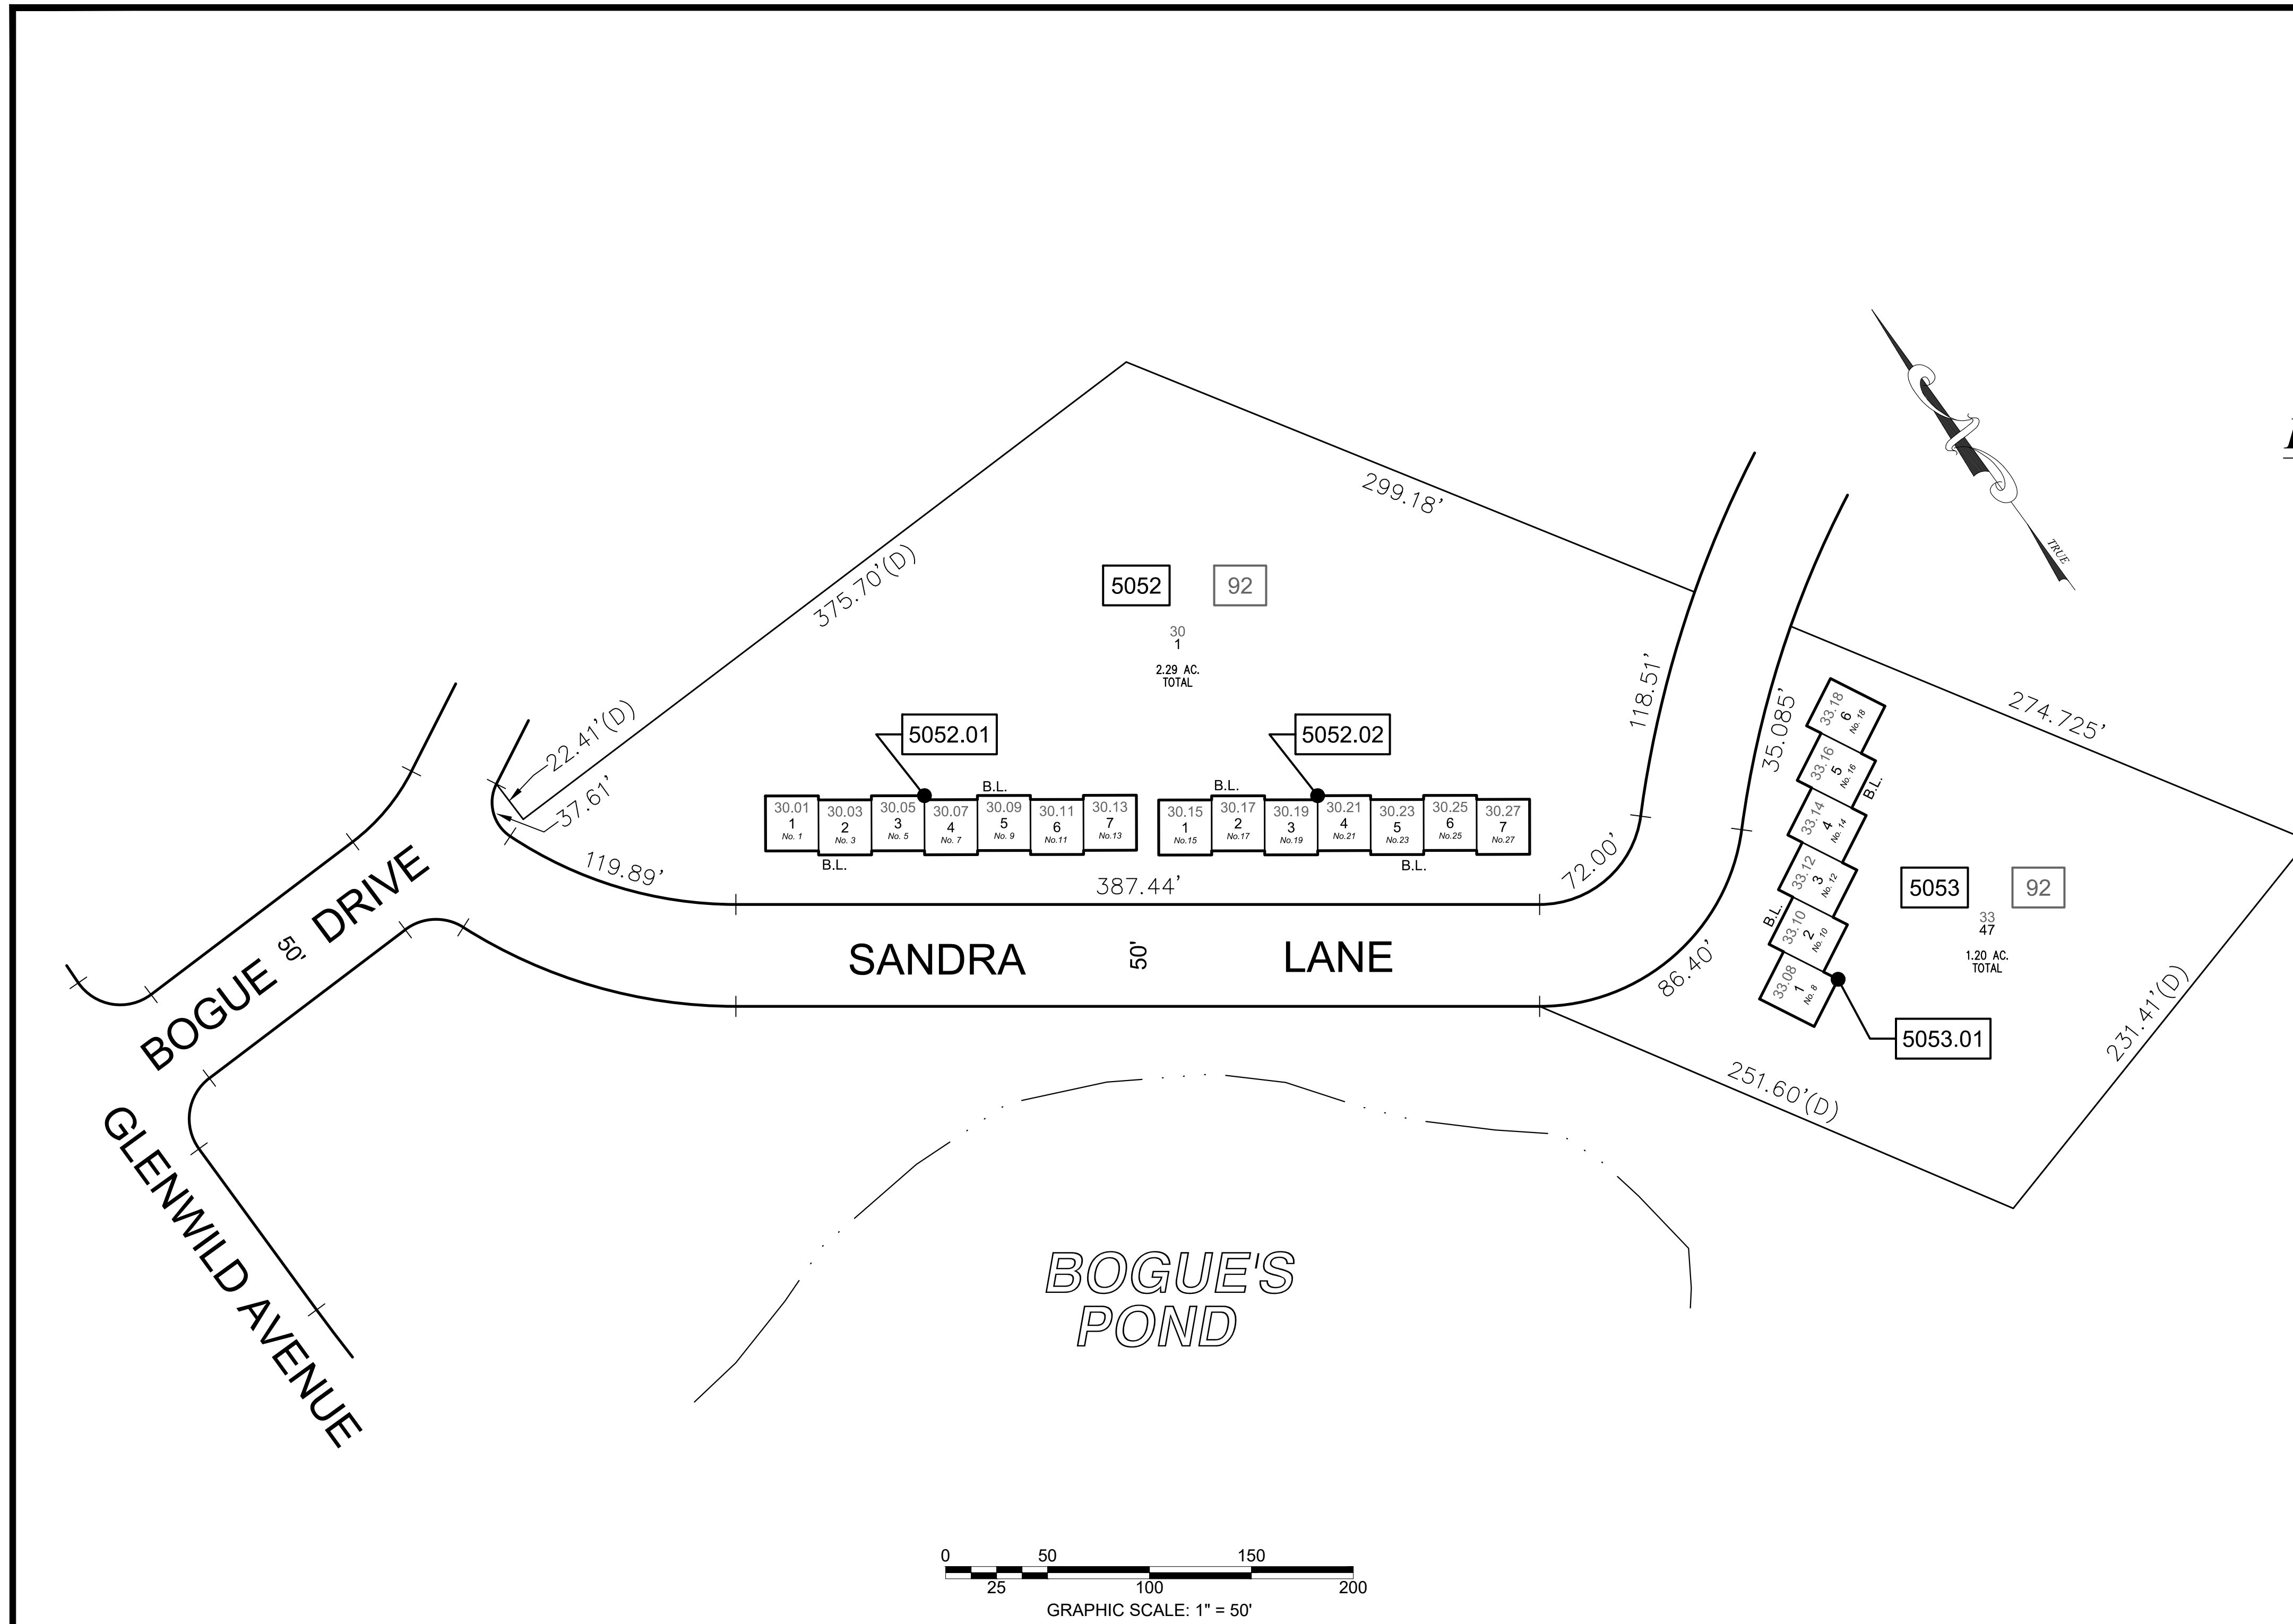 299.18'
375.70'(D)
TRUE
5052
92
30
1
2.29 AC.
TOTAL
118.51'
35.085'
274.725'
22.41'(D)
37.61'
5052.01
5052.02
B.L.
B.L.
30.01
1
No. 1
30.03
2
No. 3
30.05
3
No. 5
30.07
4
No. 7
30.09
5
No. 9
30.11
6
No.11
30.13
7
No.13
30.15
1
No.15
30.17
2
No.17
30.19
3
No.19
30.21
4
No.21
30.23
5
No.23
30.25
6
No.25
30.27
7
No.27
B.L.
B.L.
33.18
6
No. 18
33.16
5
No. 16
B.L.
33.14
4
No. 14
33.12
3
No. 12
B.L.
33.10
2
No. 10
33.08
1
No. 8
5053
92
33
47
1.20 AC.
TOTAL
5053.01
119.89'
387.44'
72.00'
86.40'
251.60'(D)
231.41'(D)
BOGUE 50' DRIVE
SANDRA 50' LANE
GLENWILD AVENUE
BOGUE'S
POND
0 50 150
25 100 200
GRAPHIC SCALE: 1" = 50'